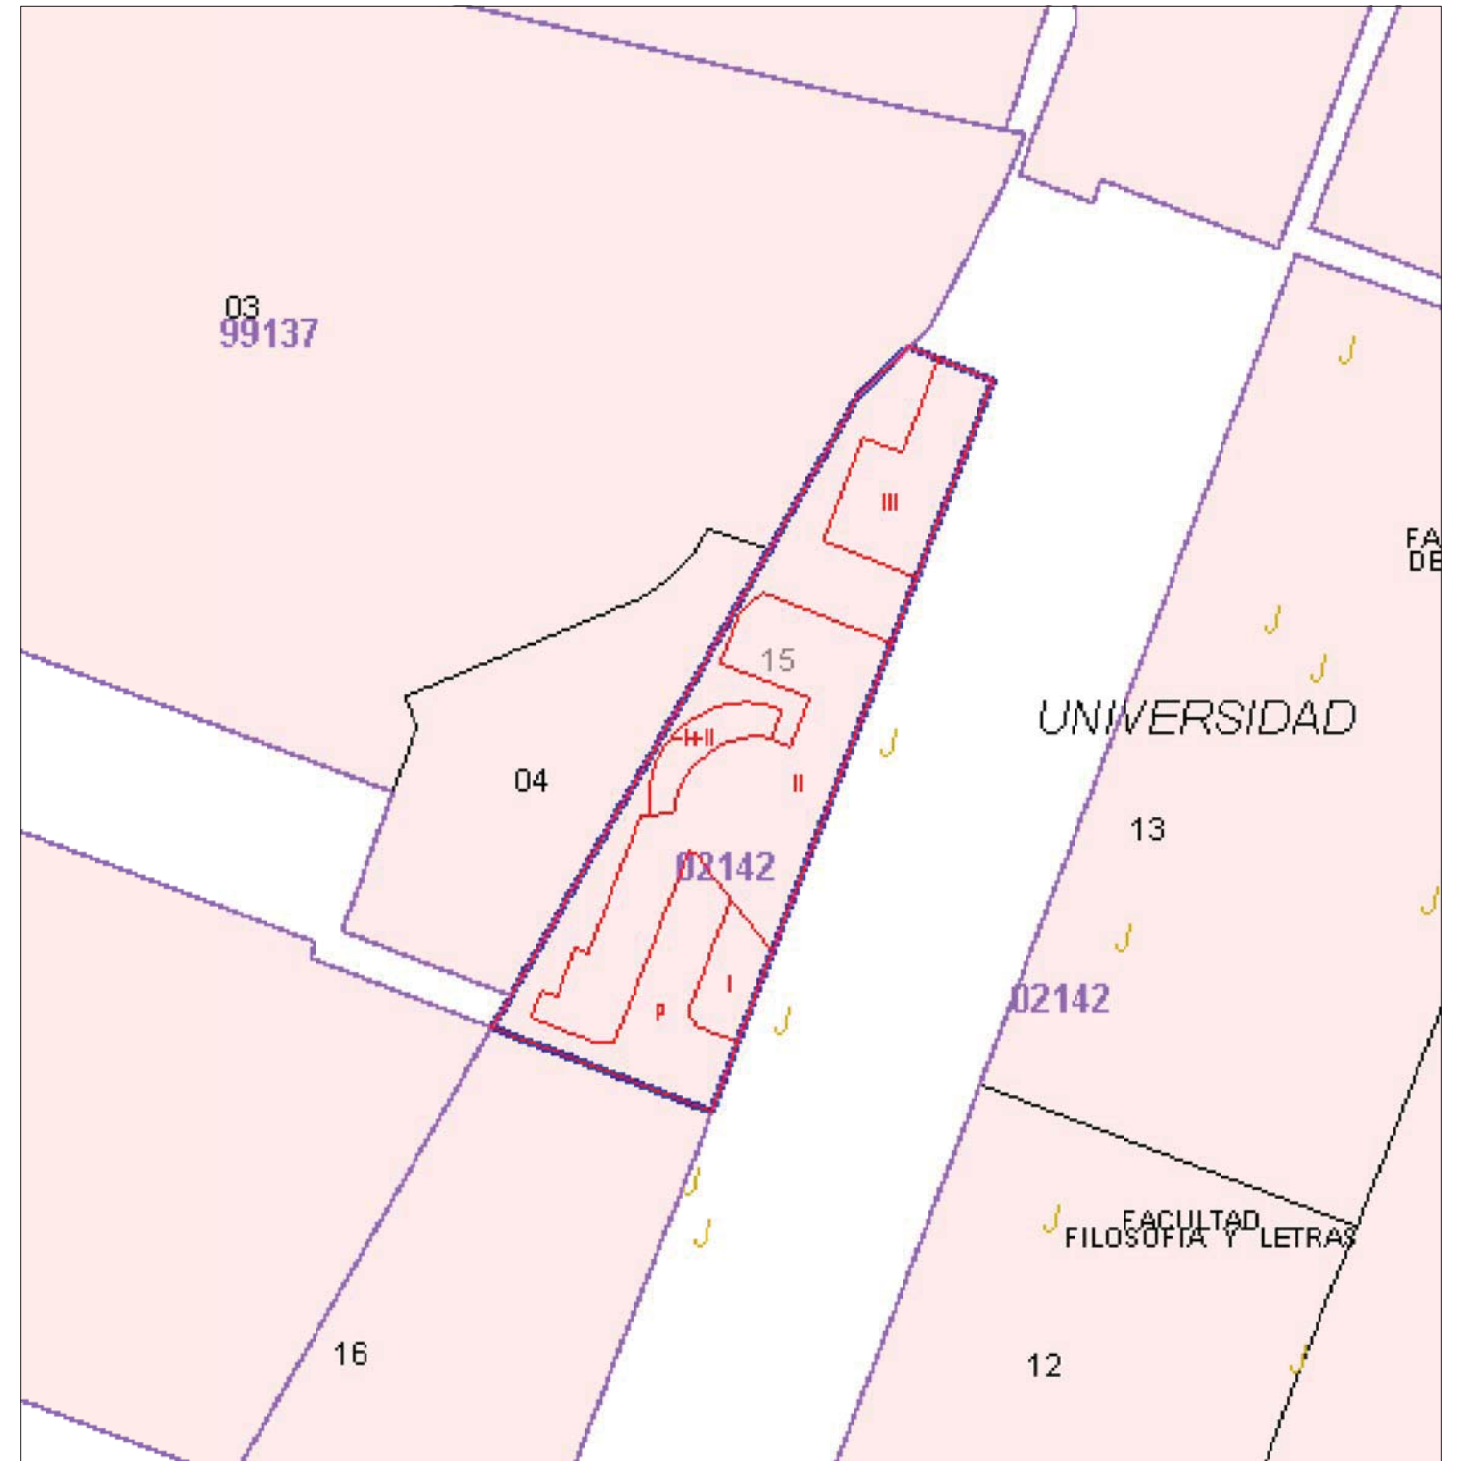 03
99137
III
FA
DE
15
UNIVERSIDAD
-I+II
04
II
13
02142
I
02142
P
FACULTAD
FILOSOFIA Y LETRAS
16
12
J
J
J
J
J
J
J
J
J
J
J